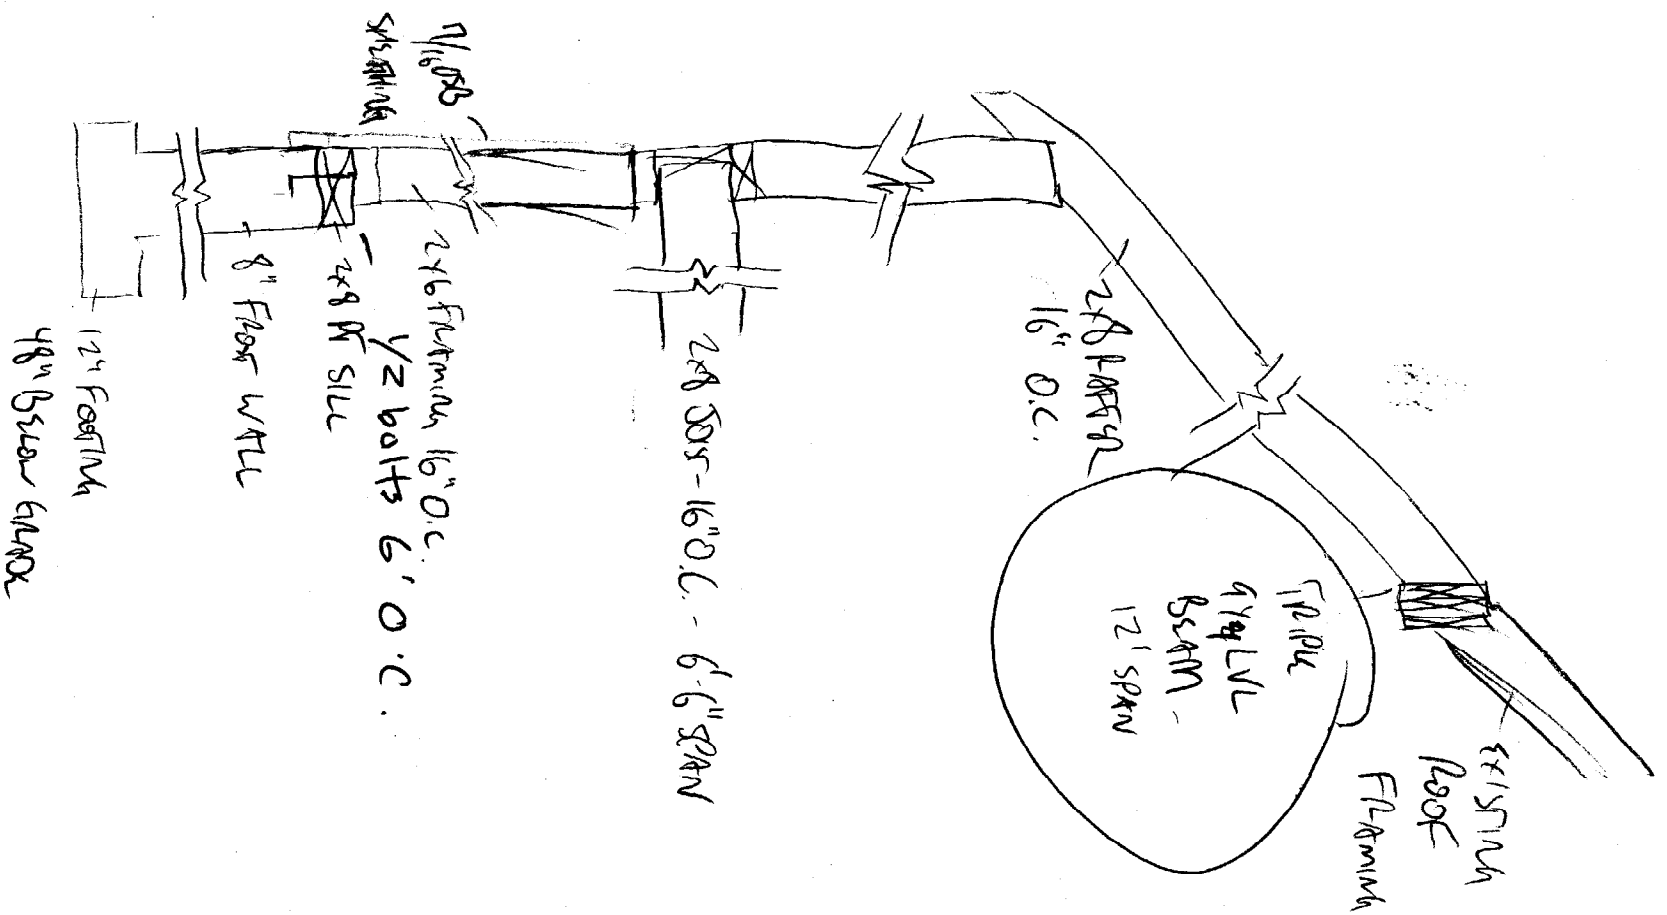 EXISTING
ROOF
FRAMING
TRIPLE
9 1/4 LVL
BEAM -
12' SPAN
2x8 RAFTER
16" O.C.
2x8 JOIST - 16" O.C. - 6'-6" SPAN
7/16 OSB
SHEATHING
2x6 FRAMING 16" O.C.
1/2 bolts 6' O.C.
2x8 PT SILL
8" FROST WALL
12" FOOTING
48" BELOW GRADE